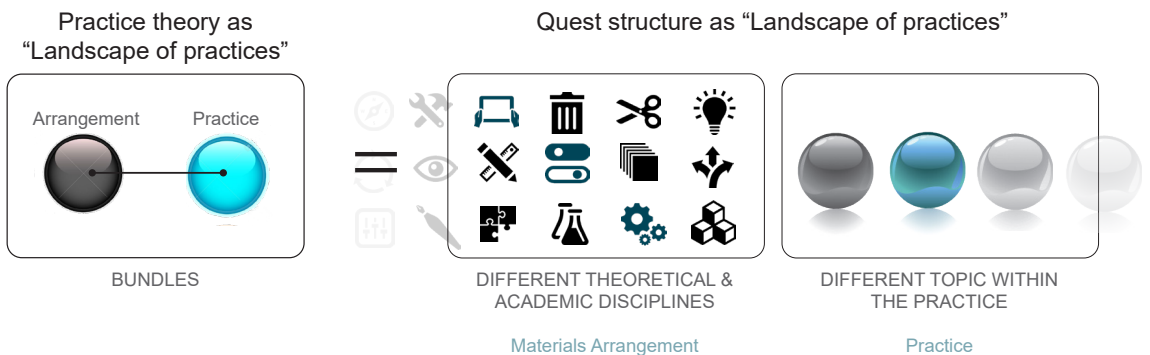 Practice theory as
“Landscape of practices”
Arrangement
Practice
BUNDLES
Quest structure as “Landscape of practices”
DIFFERENT THEORETICAL &
ACADEMIC DISCIPLINES
Materials Arrangement
DIFFERENT TOPIC WITHIN
THE PRACTICE
Practice